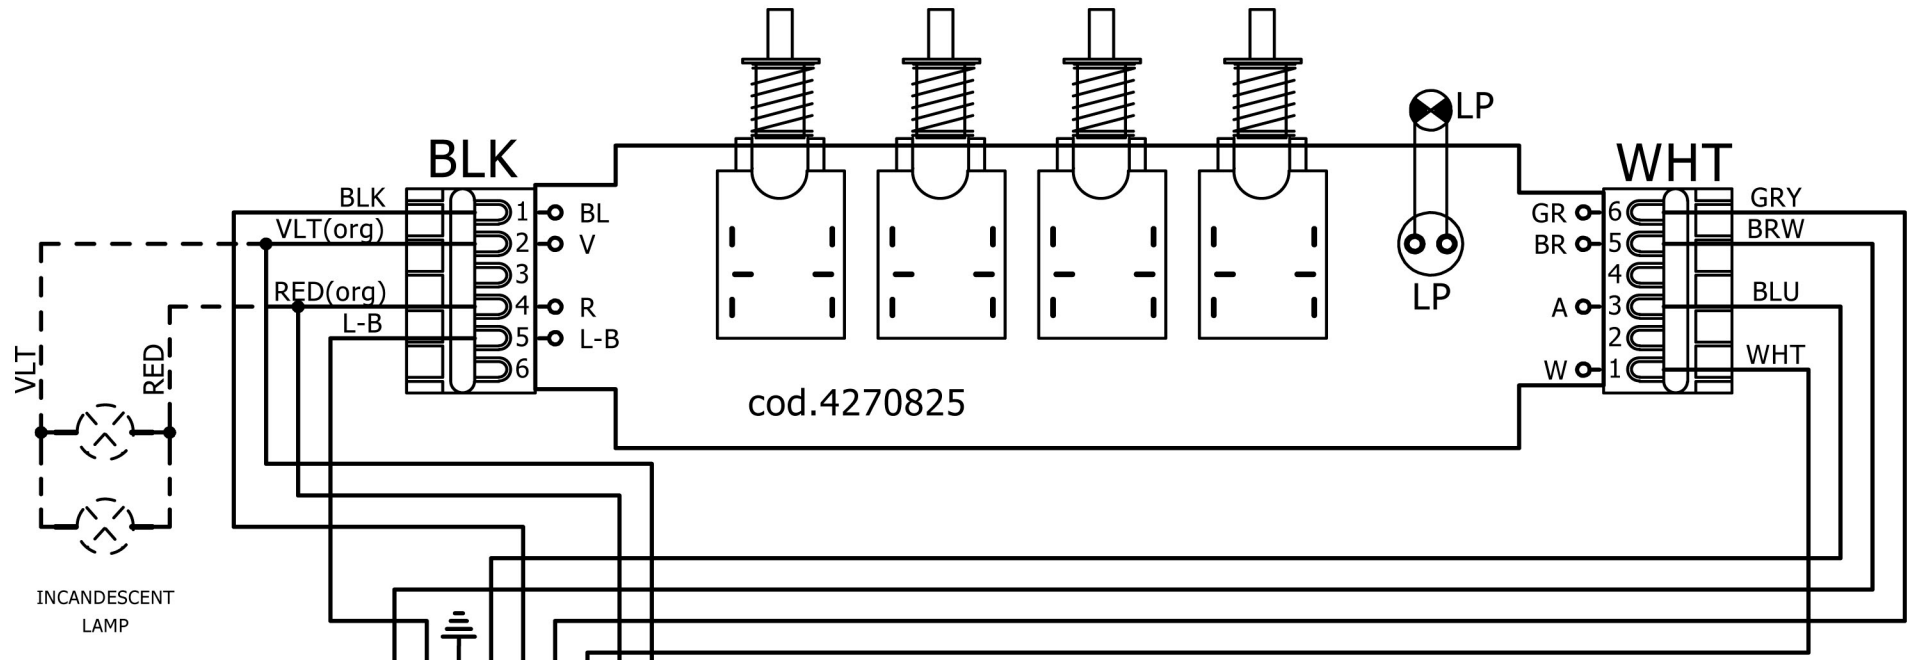 LP
BLK
WHT
BLK
1
BL
GR
6
GRY
VLT(org)
2
V
BR
5
BRW
3
4
RED(org)
4
R
LP
A
3
BLU
L-B
5
L-B
2
VLT
RED
6
W
1
WHT
cod.4270825
INCANDESCENT
LAMP